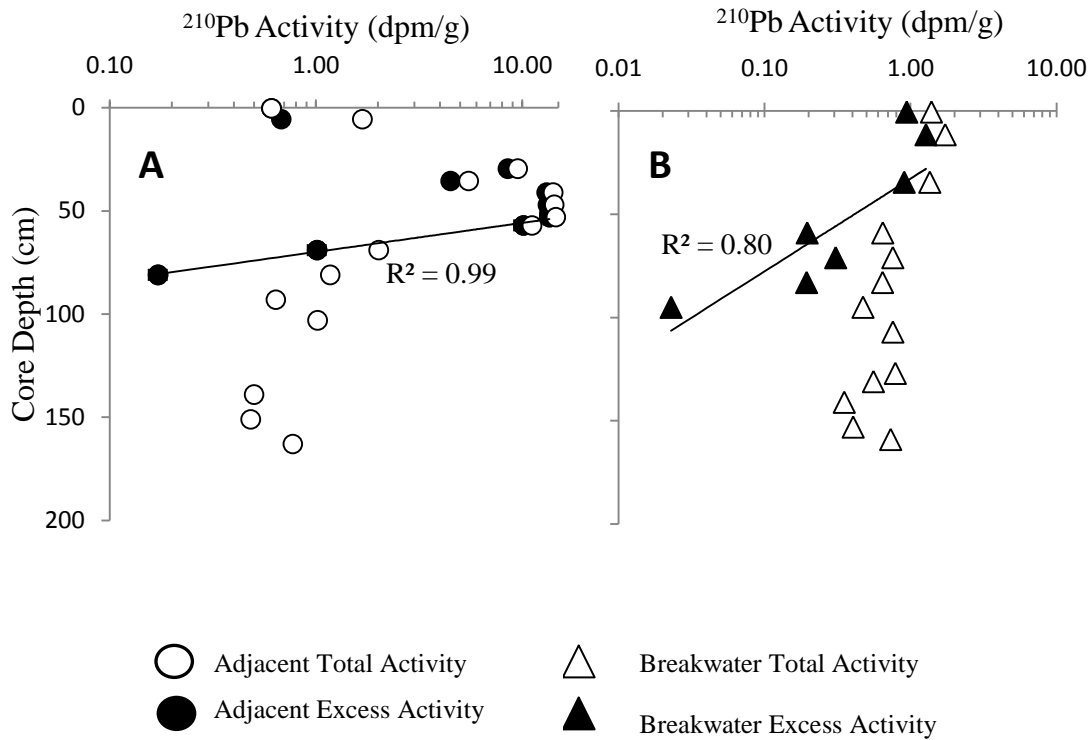 ²¹⁰Pb Activity (dpm/g)
0.10 1.00 10.00
0
50
100
150
200
Core Depth (cm)
A
R² = 0.99
²¹⁰Pb Activity (dpm/g)
0.01 0.10 1.00 10.00
B
R² = 0.80
Adjacent Total Activity
Adjacent Excess Activity
Breakwater Total Activity
Breakwater Excess Activity